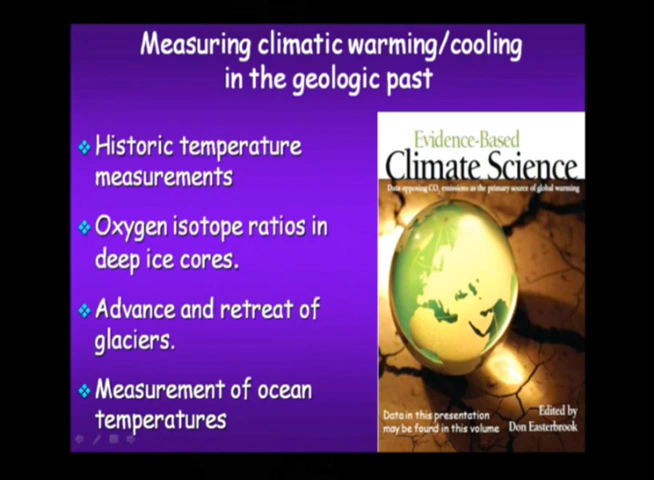 Measuring climatic warming/cooling
in the geologic past
Historic temperature
measurements
Oxygen isotope ratios in
deep ice cores.
Advance and retreat of
glaciers.
Measurement of ocean
temperatures
Evidence-Based
Climate Science
Data opposing CO₂ emissions as the primary source of global warming
Data in this presentation
may be found in this volume
Edited by
Don Easterbrook